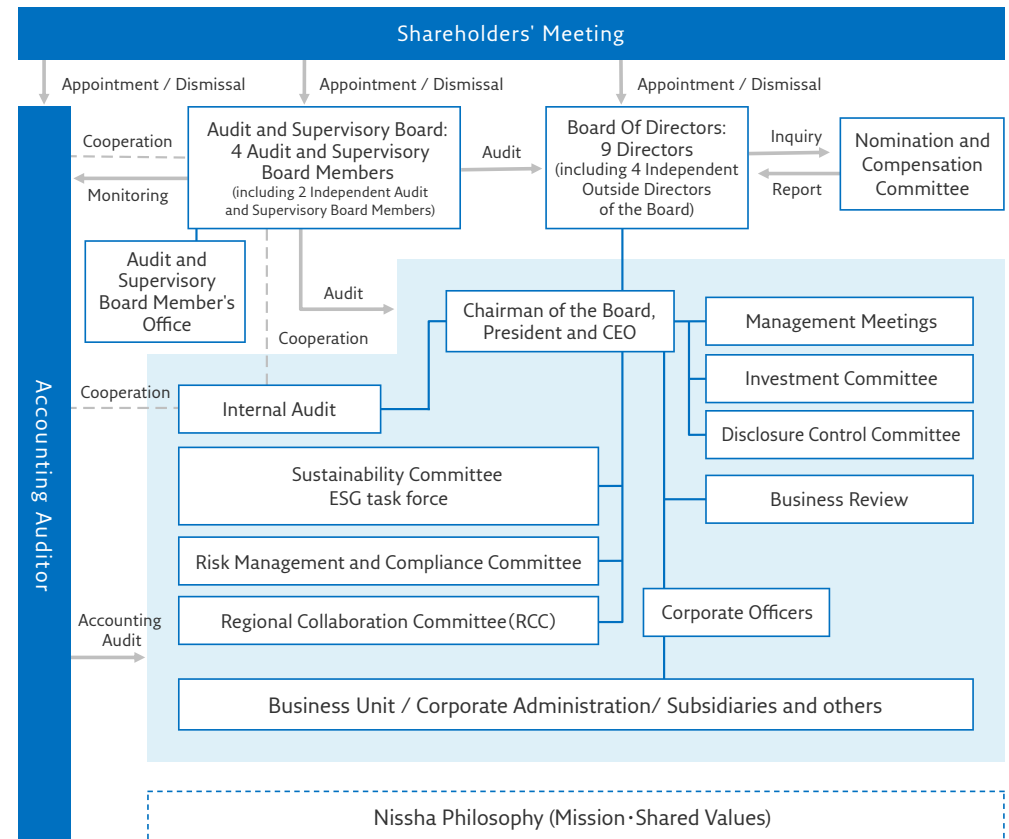 Shareholders' Meeting
Appointment / Dismissal
Appointment / Dismissal
Appointment / Dismissal
Accounting Auditor
Cooperation
Monitoring
Audit and Supervisory Board:
4 Audit and Supervisory
Board Members
(including 2 Independent Audit
and Supervisory Board Members)
Audit
Board Of Directors:
9 Directors
(including 4 Independent
Outside Directors
of the Board)
Inquiry
Report
Nomination and
Compensation
Committee
Audit and
Supervisory
Board Member's
Office
Audit
Cooperation
Chairman of the Board,
President and CEO
Management Meetings
Investment Committee
Disclosure Control Committee
Business Review
Cooperation
Internal Audit
Sustainability Committee
ESG task force
Risk Management and Compliance Committee
Regional Collaboration Committee(RCC)
Corporate Officers
Accounting
Audit
Business Unit / Corporate Administration/ Subsidiaries and others
Nissha Philosophy (Mission・Shared Values)